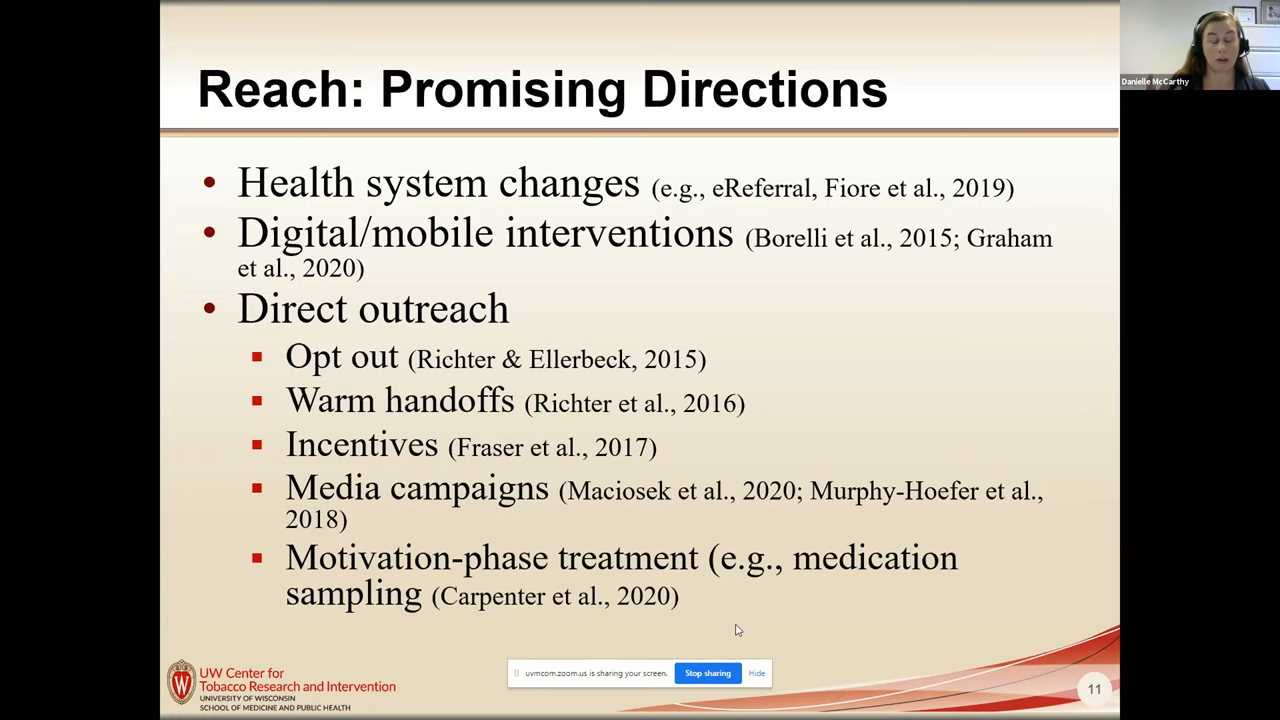 Reach: Promising Directions
Danielle McCarthy
• Health system changes (e.g., eReferral, Fiore et al., 2019)
• Digital/mobile interventions (Borelli et al., 2015; Graham
et al., 2020)
• Direct outreach
▪ Opt out (Richter & Ellerbeck, 2015)
▪ Warm handoffs (Richter et al., 2016)
▪ Incentives (Fraser et al., 2017)
▪ Media campaigns (Maciosek et al., 2020; Murphy-Hoefer et al.,
2018)
▪ Motivation-phase treatment (e.g., medication
sampling (Carpenter et al., 2020)
UW Center for
Tobacco Research and Intervention
UNIVERSITY OF WISCONSIN
SCHOOL OF MEDICINE AND PUBLIC HEALTH
uvmcom.zoom.us is sharing your screen.
Stop sharing
Hide
11